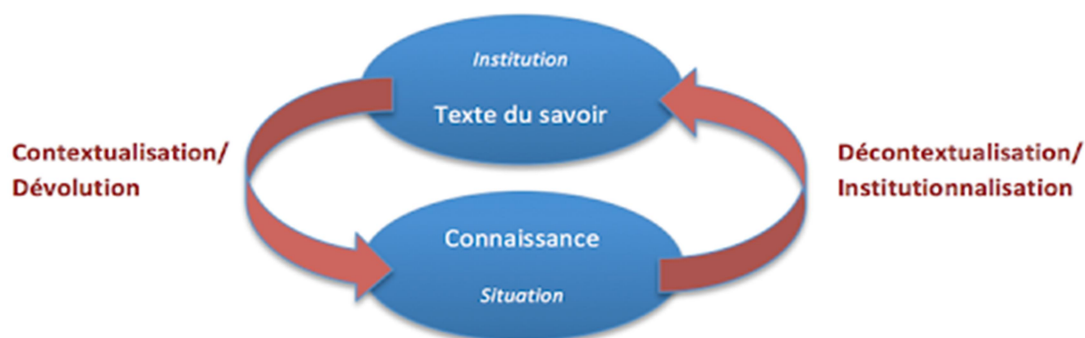 Institution
Texte du savoir
Contextualisation/
Dévolution
Décontextualisation/
Institutionnalisation
Connaissance
Situation